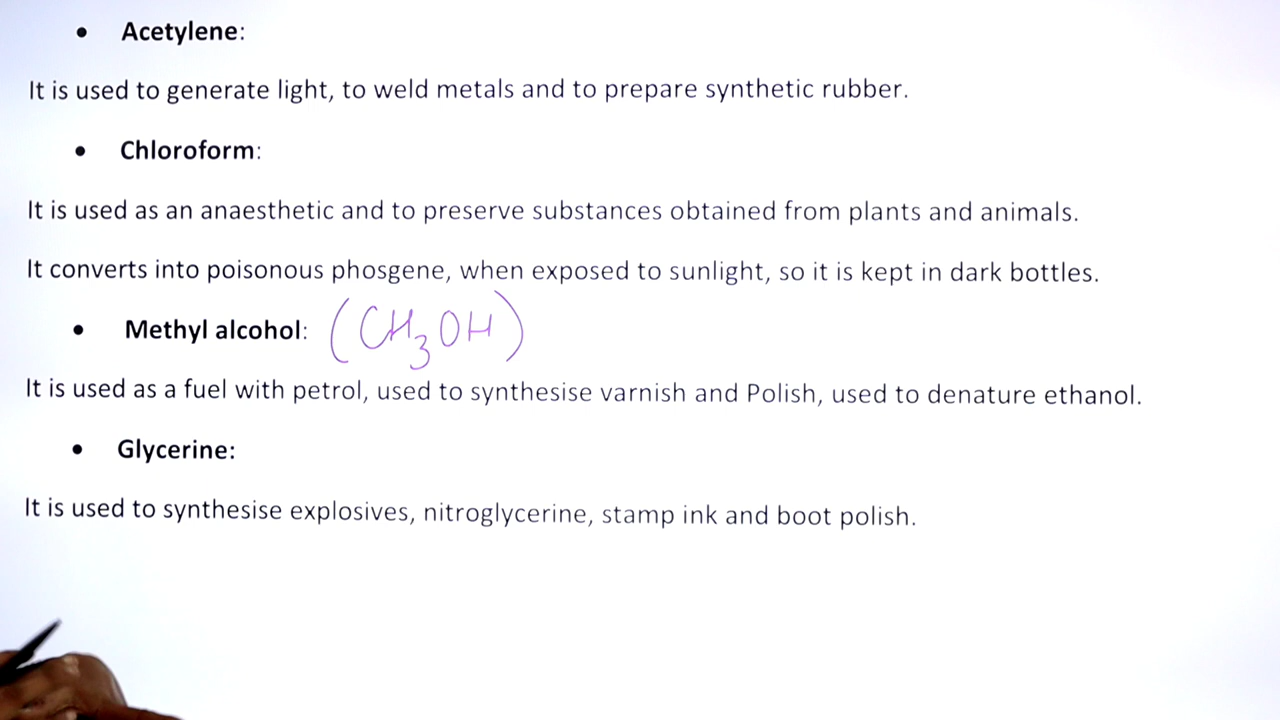 • Acetylene:
It is used to generate light, to weld metals and to prepare synthetic rubber.
• Chloroform:
It is used as an anaesthetic and to preserve substances obtained from plants and animals.
It converts into poisonous phosgene, when exposed to sunlight, so it is kept in dark bottles.
• Methyl alcohol: (CH₃OH)
It is used as a fuel with petrol, used to synthesise varnish and Polish, used to denature ethanol.
• Glycerine:
It is used to synthesise explosives, nitroglycerine, stamp ink and boot polish.